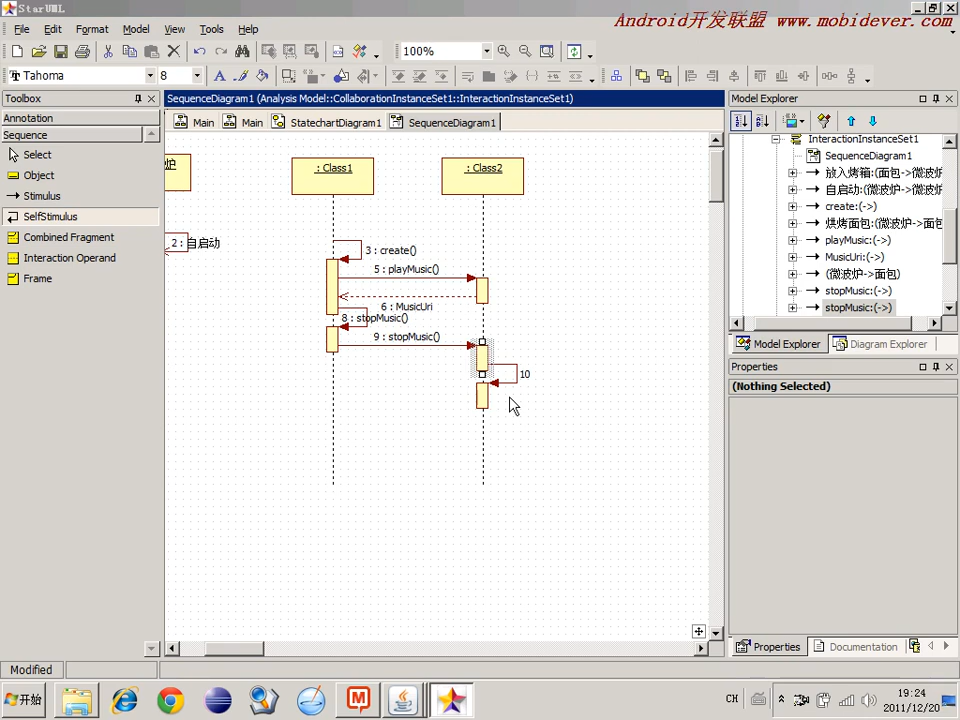 StarUML
Android开发联盟 www.mobidever.com
File Edit Format Model View Tools Help
100%
Tahoma 8
Toolbox
SequenceDiagram1 (Analysis Model::CollaborationInstanceSet1::InteractionInstanceSet1)
Model Explorer
Annotation
Sequence
Main Main StatechartDiagram1 SequenceDiagram1
Select
Object
Stimulus
SelfStimulus
Combined Fragment
Interaction Operand
Frame
炉
: Class1
: Class2
2 : 自启动
3 : create()
5 : playMusic()
6 : MusicUri
8 : stopMusic()
9 : stopMusic()
10
InteractionInstanceSet1
SequenceDiagram1
放入烤箱:(面包->微波炉
自启动:(微波炉->微波炉
create:(->)
烘烤面包:(微波炉->面包
playMusic:(->)
MusicUri:(->)
(微波炉->面包)
stopMusic:(->)
stopMusic:(->)
Model Explorer Diagram Explorer
Properties
(Nothing Selected)
Properties Documentation
Modified
开始
CH
19:24
2011/12/20